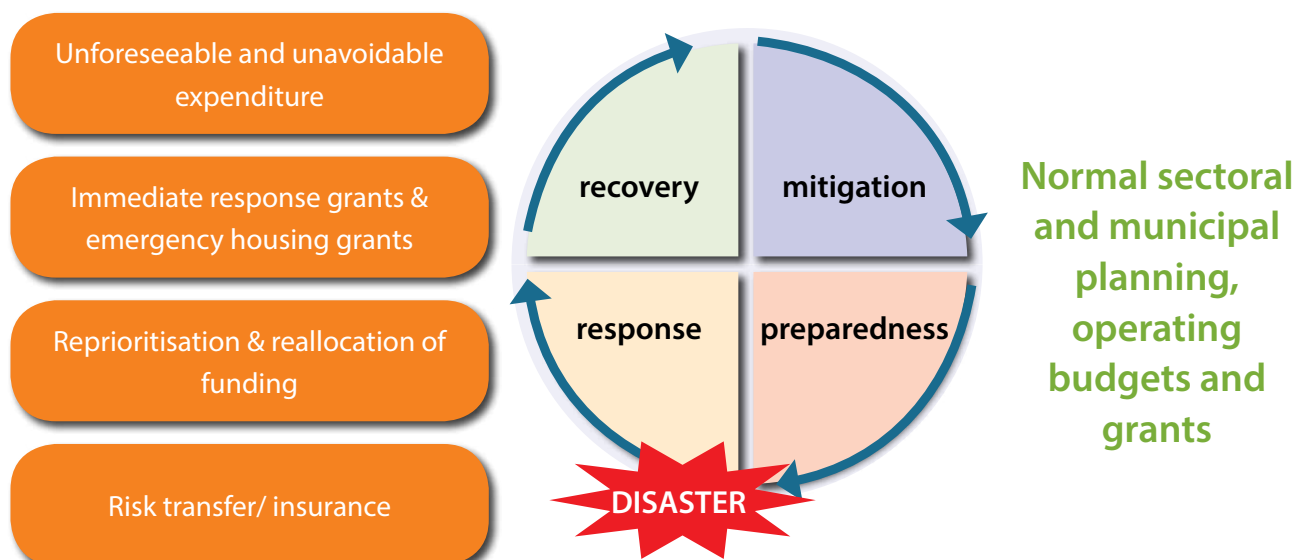 Unforeseeable and unavoidable
expenditure
Immediate response grants &
emergency housing grants
Reprioritisation & reallocation of
funding
Risk transfer/ insurance
recovery
mitigation
response
preparedness
DISASTER
Normal sectoral
and municipal
planning,
operating
budgets and
grants